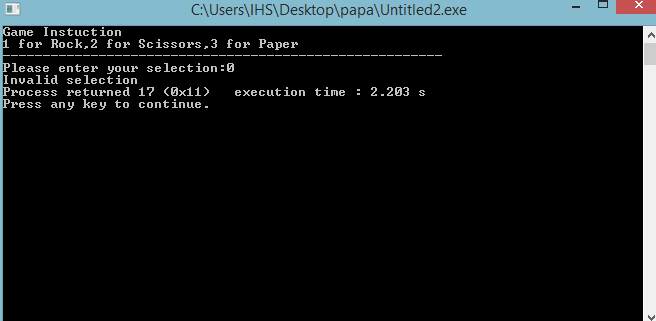 C:\Users\IHS\Desktop\papa\Untitled2.exe
Game Instuction
1 for Rock,2 for Scissors,3 for Paper
-------------------------------------------------------
Please enter your selection:0
Invalid selection
Process returned 17 (0x11)   execution time : 2.203 s
Press any key to continue.